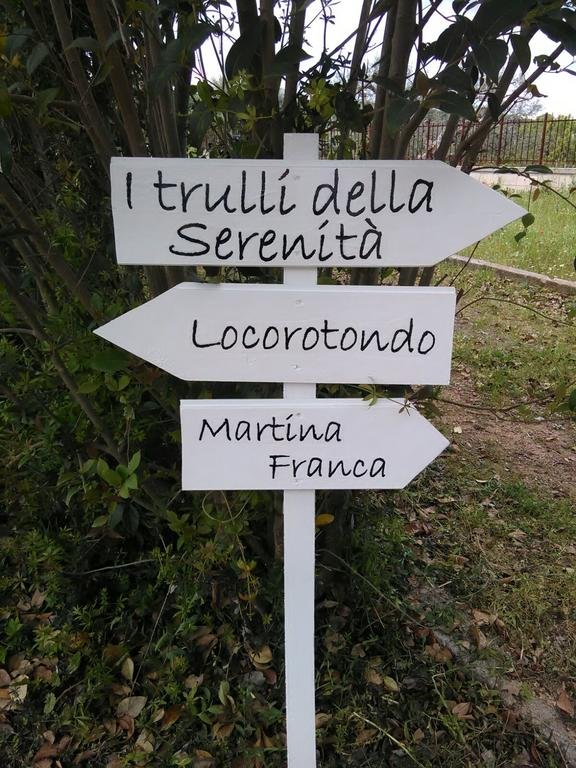 I trulli della
Serenità
Locorotondo
Martina
Franca